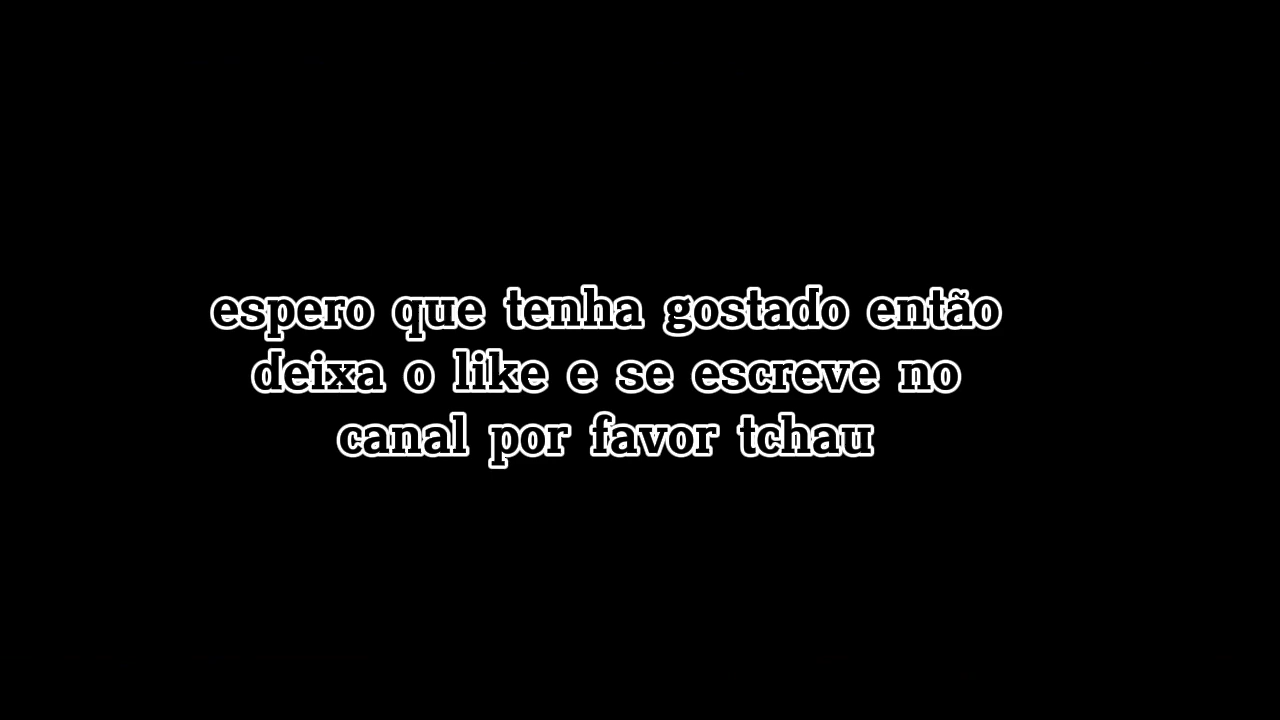 espero que tenha gostado então
deixa o like e se escreve no
canal por favor tchau